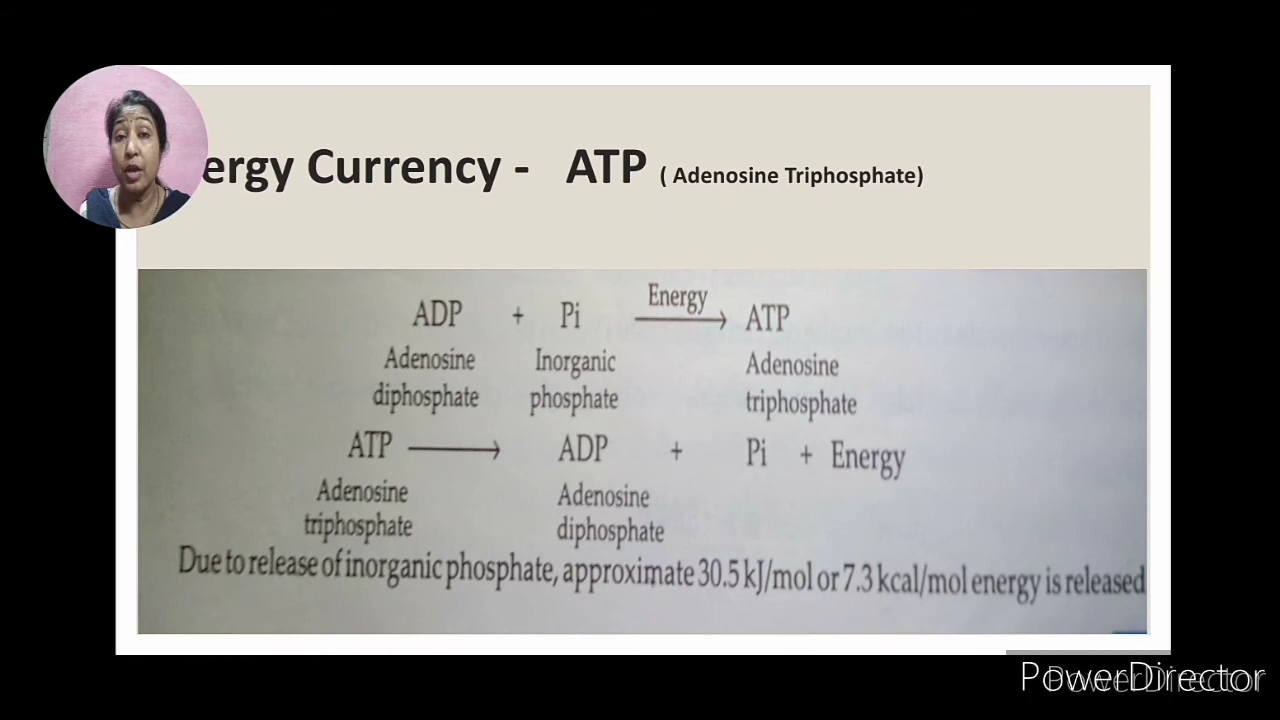 ergy Currency - ATP ( Adenosine Triphosphate)
ADP + Pi Energy ATP
Adenosine Inorganic Adenosine
diphosphate phosphate triphosphate
ATP ADP + Pi + Energy
Adenosine Adenosine
triphosphate diphosphate
Due to release of inorganic phosphate, approximate 30.5 kJ/mol or 7.3 kcal/mol energy is released
PowerDirector